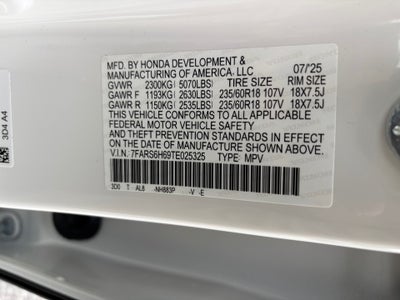 MFD. BY HONDA DEVELOPMENT & 07/25
MANUFACTURING OF AMERICA, LLC
GVWR 2300KG 5070LBS TIRE SIZE RIM SIZE
GAWR F 1193KG 2630LBS 235/60R18 107V 18X7.5J
GAWR R 1150KG 2535LBS 235/60R18 107V 18X7.5J
THIS VEHICLE CONFORMS TO ALL APPLICABLE
FEDERAL MOTOR VEHICLE SAFETY AND
THEFT PREVENTION STANDARDS IN EFFECT
ON THE DATE OF MANUFACTURE SHOWN ABOVE.
V.I.N. 7FARS6H69TE025325 TYPE: MPV
3D0 T AL8 -NH883P -V -E
3D4 A4